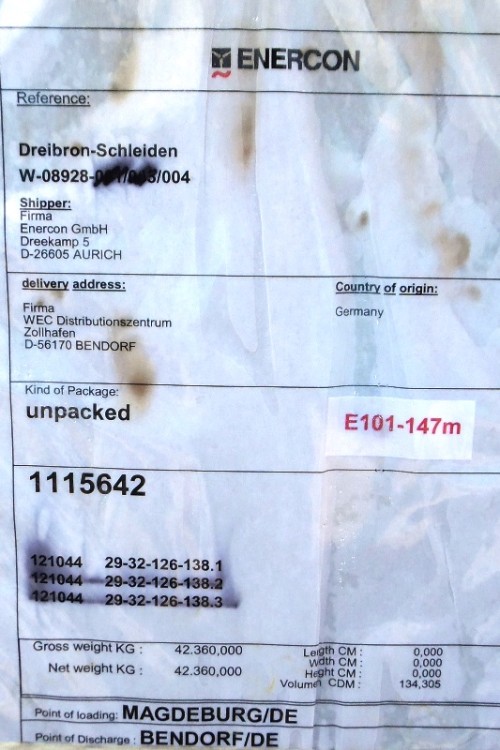 ENERCON
Reference:
Dreibron-Schleiden
W-08928-001/003/004
Shipper:
Firma
Enercon GmbH
Dreekamp 5
D-26605 AURICH
delivery address:
Firma
WEC Distributionszentrum
Zollhafen
D-56170 BENDORF
Country of origin:
Germany
Kind of Package:
unpacked
E101-147m
1115642
121044 29-32-126-138.1
121044 29-32-126-138.2
121044 29-32-126-138.3
Gross weight KG : 42.360,000
Net weight KG : 42.360,000
Length CM : 0,000
Width CM : 0,000
Height CM : 0,000
Volumen CDM : 134,305
Point of loading: MAGDEBURG/DE
Point of Discharge : BENDORF/DE